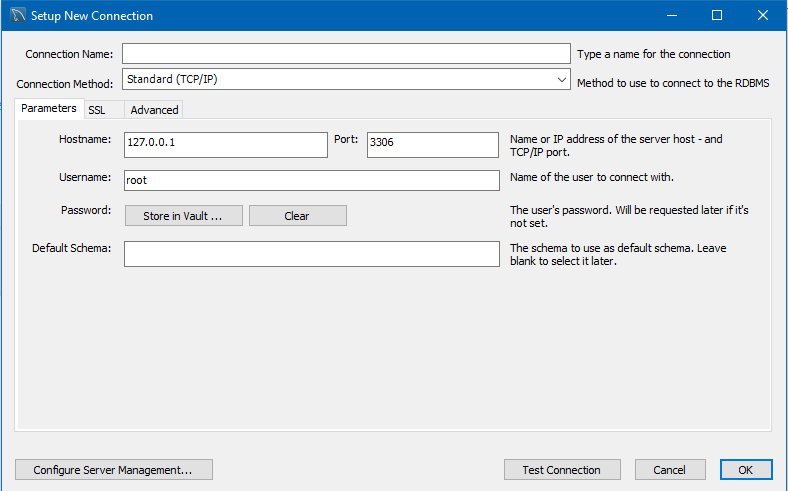 Setup New Connection
Connection Name:
Type a name for the connection
Connection Method:
Standard (TCP/IP)
Method to use to connect to the RDBMS
Parameters
SSL
Advanced
Hostname:
127.0.0.1
Port:
3306
Name or IP address of the server host - and
TCP/IP port.
Username:
root
Name of the user to connect with.
Password:
Store in Vault ...
Clear
The user's password. Will be requested later if it's
not set.
Default Schema:
The schema to use as default schema. Leave
blank to select it later.
Configure Server Management...
Test Connection
Cancel
OK